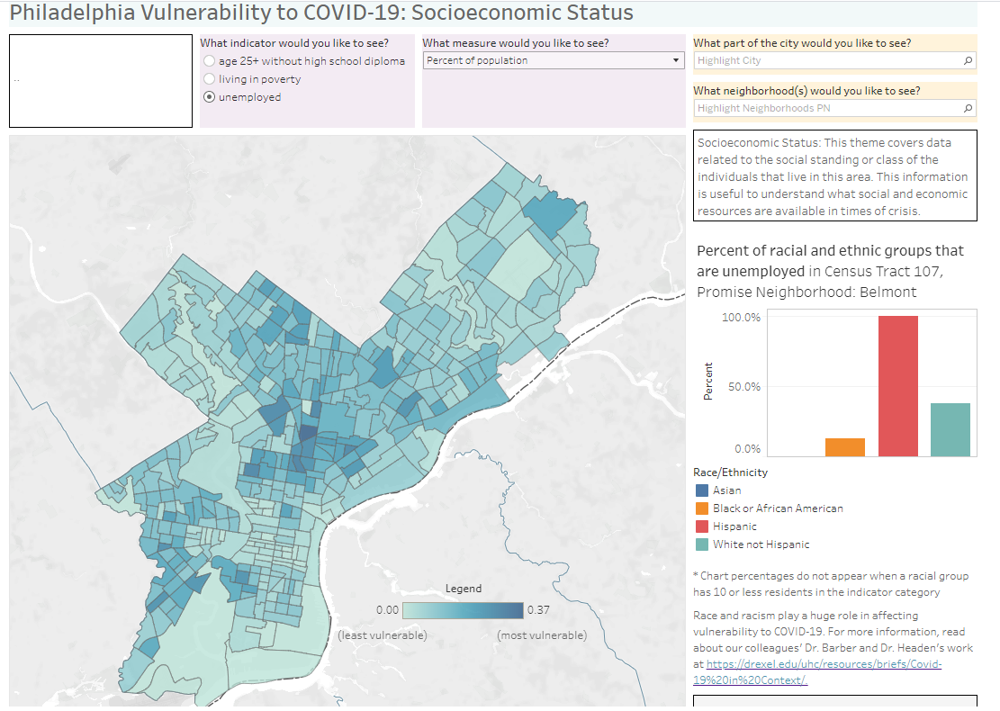 Philadelphia Vulnerability to COVID-19: Socioeconomic Status
..
What indicator would you like to see?
age 25+ without high school diploma
living in poverty
unemployed
What measure would you like to see?
Percent of population
What part of the city would you like to see?
Highlight City
What neighborhood(s) would you like to see?
Highlight Neighborhoods PN
Socioeconomic Status: This theme covers data
related to the social standing or class of the
individuals that live in this area. This information
is useful to understand what social and economic
resources are available in times of crisis.
Percent of racial and ethnic groups that
are unemployed in Census Tract 107,
Promise Neighborhood: Belmont
100.0%
50.0%
0.0%
Percent
Race/Ethnicity
Asian
Black or African American
Hispanic
White not Hispanic
* Chart percentages do not appear when a racial group
has 10 or less residents in the indicator category
Race and racism play a huge role in affecting
vulnerability to COVID-19. For more information, read
about our colleagues' Dr. Barber and Dr. Headen's work
at https://drexel.edu/uhc/resources/briefs/Covid-
19%20in%20Context/.
Legend
0.00
0.37
(least vulnerable)
(most vulnerable)